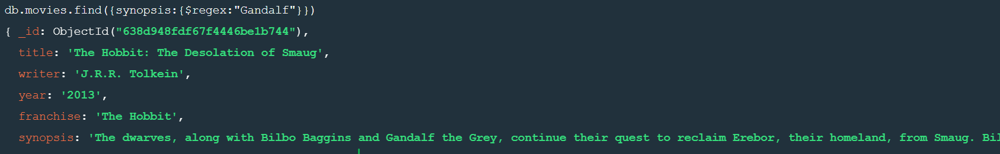 db.movies.find({synopsis:{$regex:"Gandalf"}})
{ _id: ObjectId("638d948fdf67f4446be1b744"),
title: 'The Hobbit: The Desolation of Smaug',
writer: 'J.R.R. Tolkein',
year: '2013',
franchise: 'The Hobbit',
synopsis: 'The dwarves, along with Bilbo Baggins and Gandalf the Grey, continue their quest to reclaim Erebor, their homeland, from Smaug. Bil